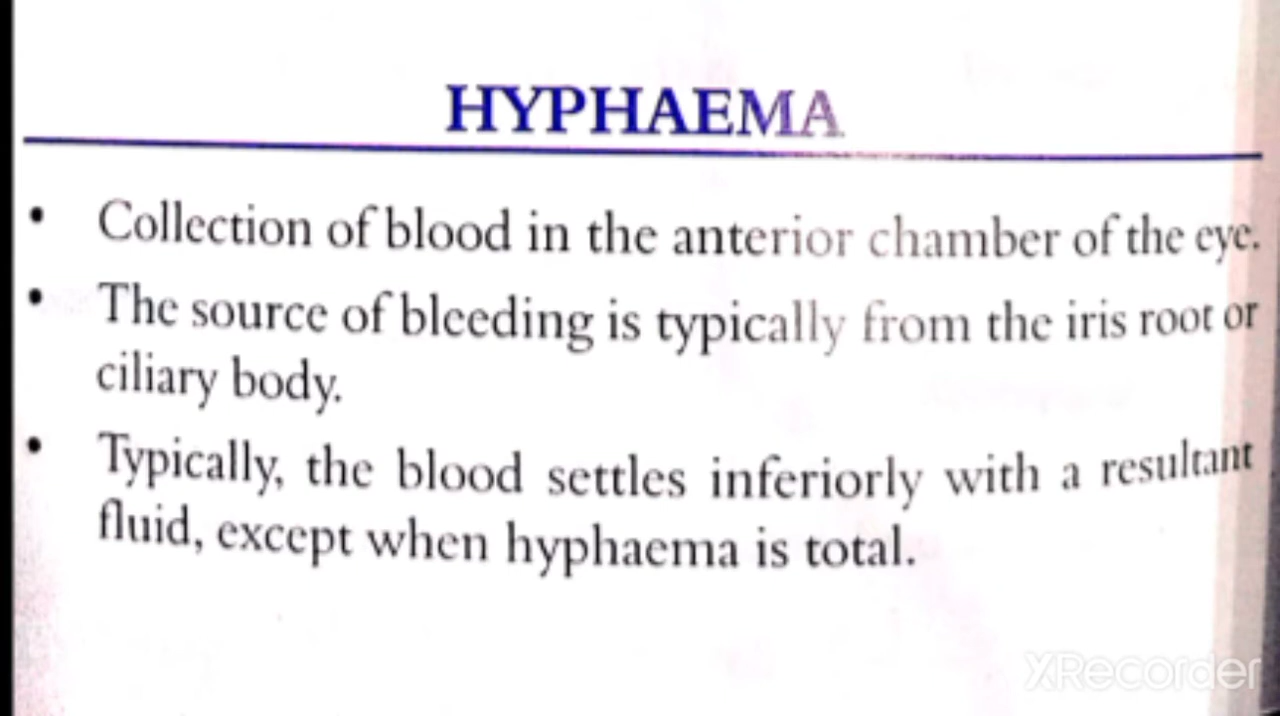 HYPHAEMA
• Collection of blood in the anterior chamber of the eye.
• The source of bleeding is typically from the iris root or
ciliary body.
• Typically, the blood settles inferiorly with a resultant
fluid, except when hyphaema is total.
XRecorder